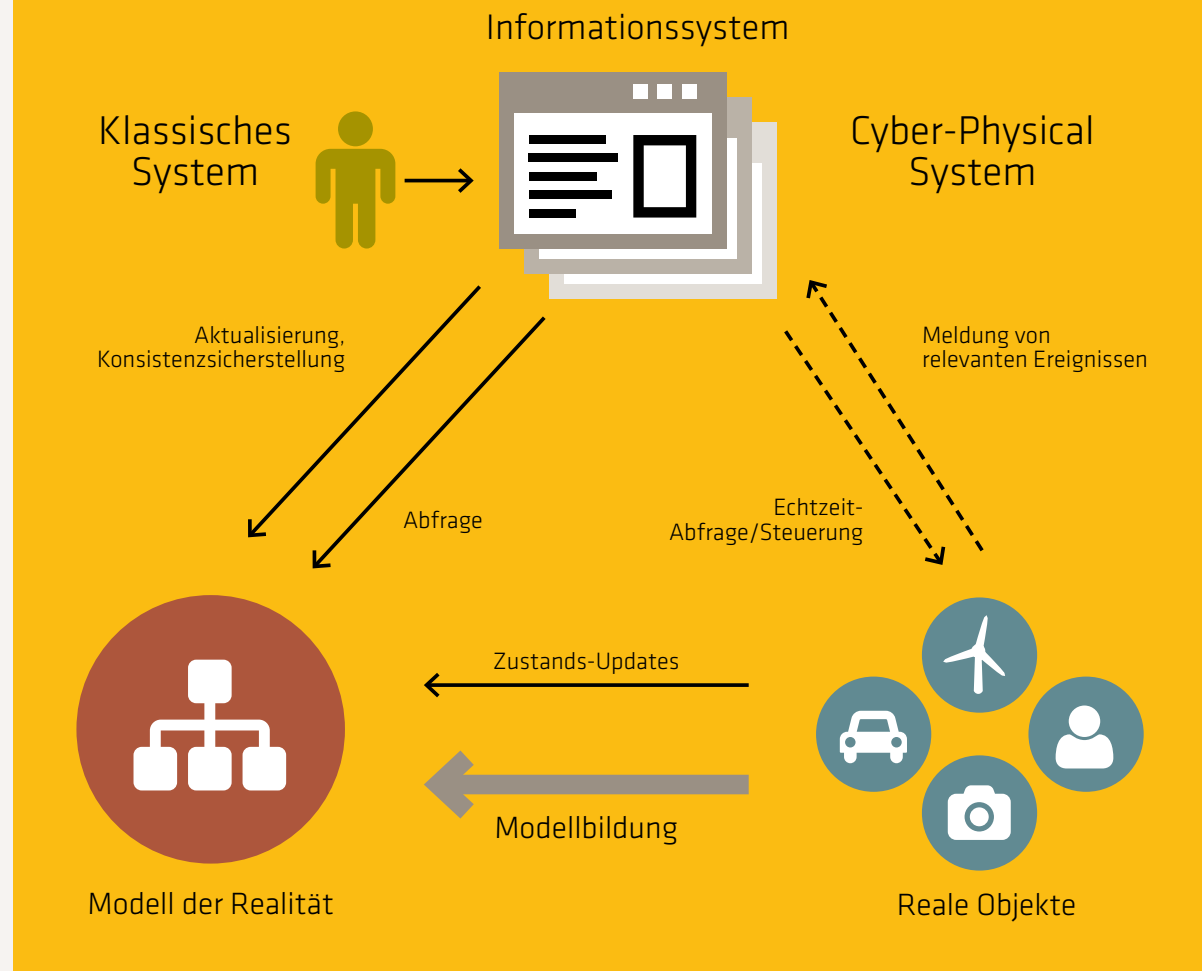 Informationssystem
Klassisches
System
Cyber-Physical
System
Aktualisierung,
Konsistenzsicherstellung
Meldung von
relevanten Ereignissen
Abfrage
Echtzeit-
Abfrage/Steuerung
Zustands-Updates
Modellbildung
Modell der Realität
Reale Objekte